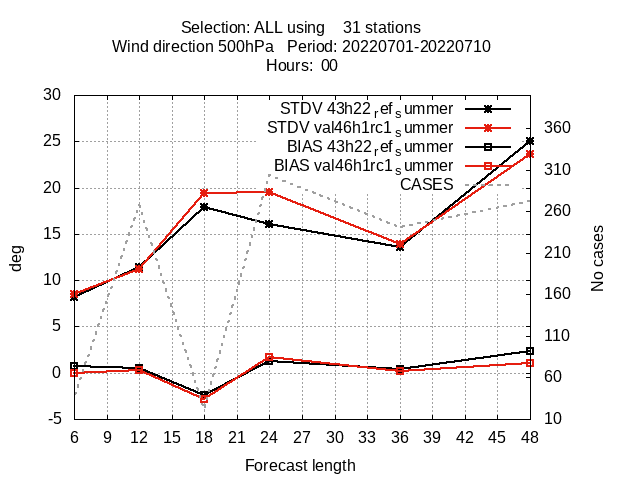 Selection: ALL using    31 stations
Wind direction 500hPa   Period: 20220701-20220710
Hours:  00
30
25
20
15
10
5
0
-5
deg
STDV 43h22ᵣef_summer
STDV val46h1rc1_summer
BIAS 43h22ᵣef_summer
BIAS val46h1rc1_summer
CASES
360
310
260
210
160
110
60
10
No cases
6 9 12 15 18 21 24 27 30 33 36 39 42 45 48
Forecast length